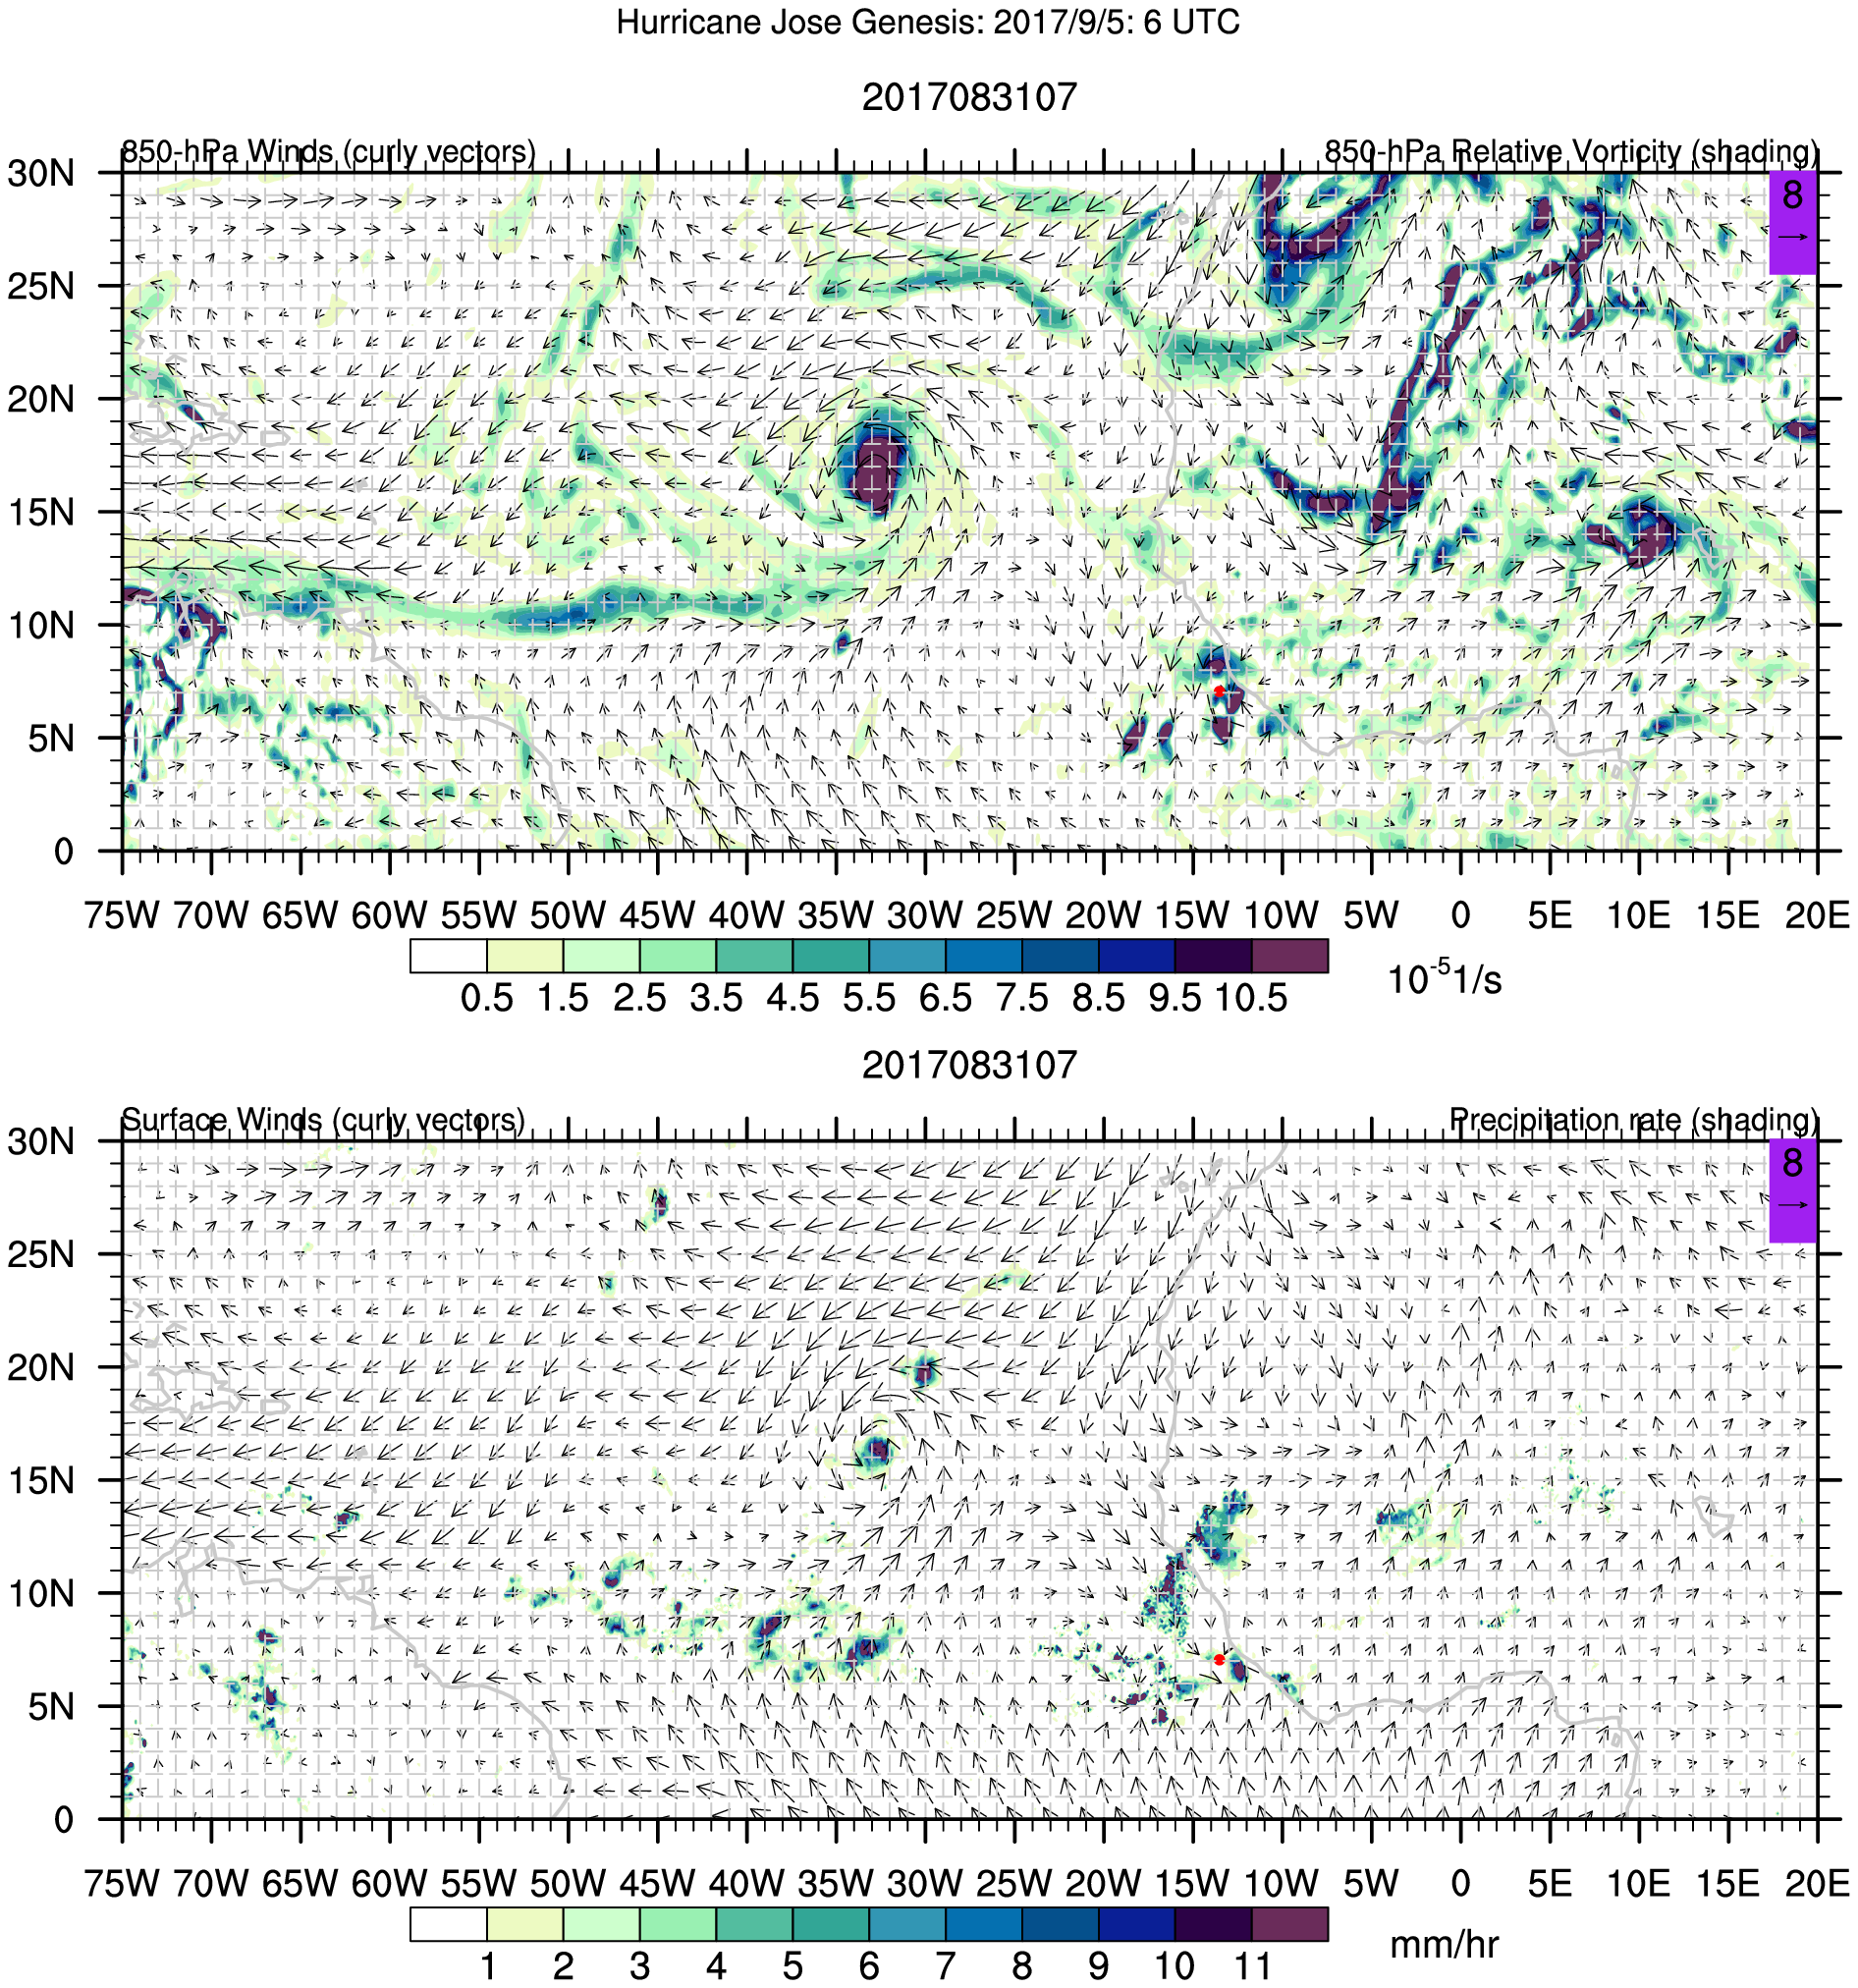 Hurricane Jose Genesis: 2017/9/5: 6 UTC
2017083107
850-hPa Winds (curly vectors) 850-hPa Relative Vorticity (shading)
8
30N
25N
20N
15N
10N
5N
0
75W 70W 65W 60W 55W 50W 45W 40W 35W 30W 25W 20W 15W 10W 5W 0 5E 10E 15E 20E
0.5 1.5 2.5 3.5 4.5 5.5 6.5 7.5 8.5 9.5 10.5
10⁻⁵1/s
2017083107
Surface Winds (curly vectors) Precipitation rate (shading)
8
30N
25N
20N
15N
10N
5N
0
75W 70W 65W 60W 55W 50W 45W 40W 35W 30W 25W 20W 15W 10W 5W 0 5E 10E 15E 20E
1 2 3 4 5 6 7 8 9 10 11
mm/hr